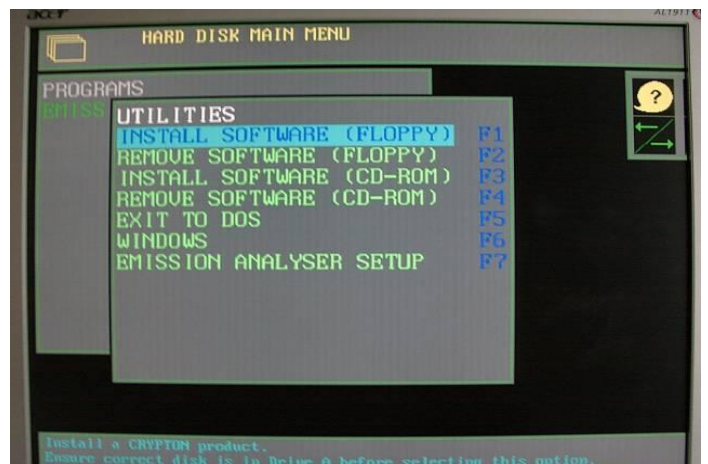 acer
AL1911
HARD DISK MAIN MENU
PROGRAMS
EMISS
UTILITIES
INSTALL SOFTWARE (FLOPPY) F1
REMOVE SOFTWARE (FLOPPY) F2
INSTALL SOFTWARE (CD-ROM) F3
REMOVE SOFTWARE (CD-ROM) F4
EXIT TO DOS F5
WINDOWS F6
EMISSION ANALYSER SETUP F7
?
Install a CRYPTON product.
Ensure correct disk is in Drive A before selecting this option.